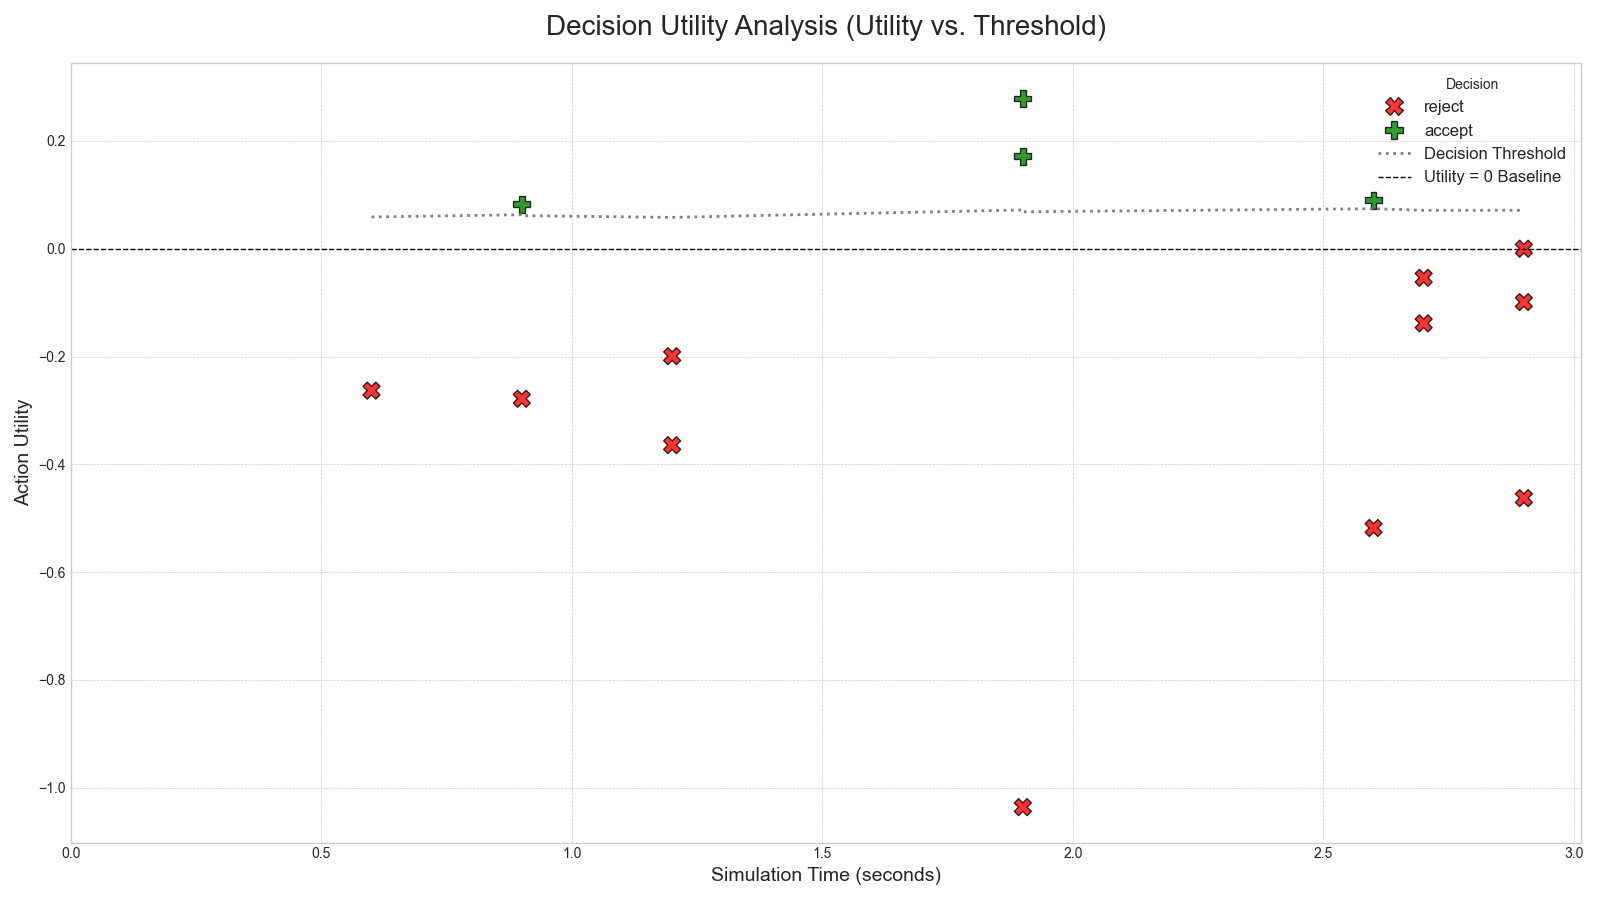 Decision Utility Analysis (Utility vs. Threshold)
Decision
reject
accept
Decision Threshold
Utility = 0 Baseline
Action Utility
0.2
0.0
−0.2
−0.4
−0.6
−0.8
−1.0
0.0
0.5
1.0
1.5
2.0
2.5
3.0
Simulation Time (seconds)